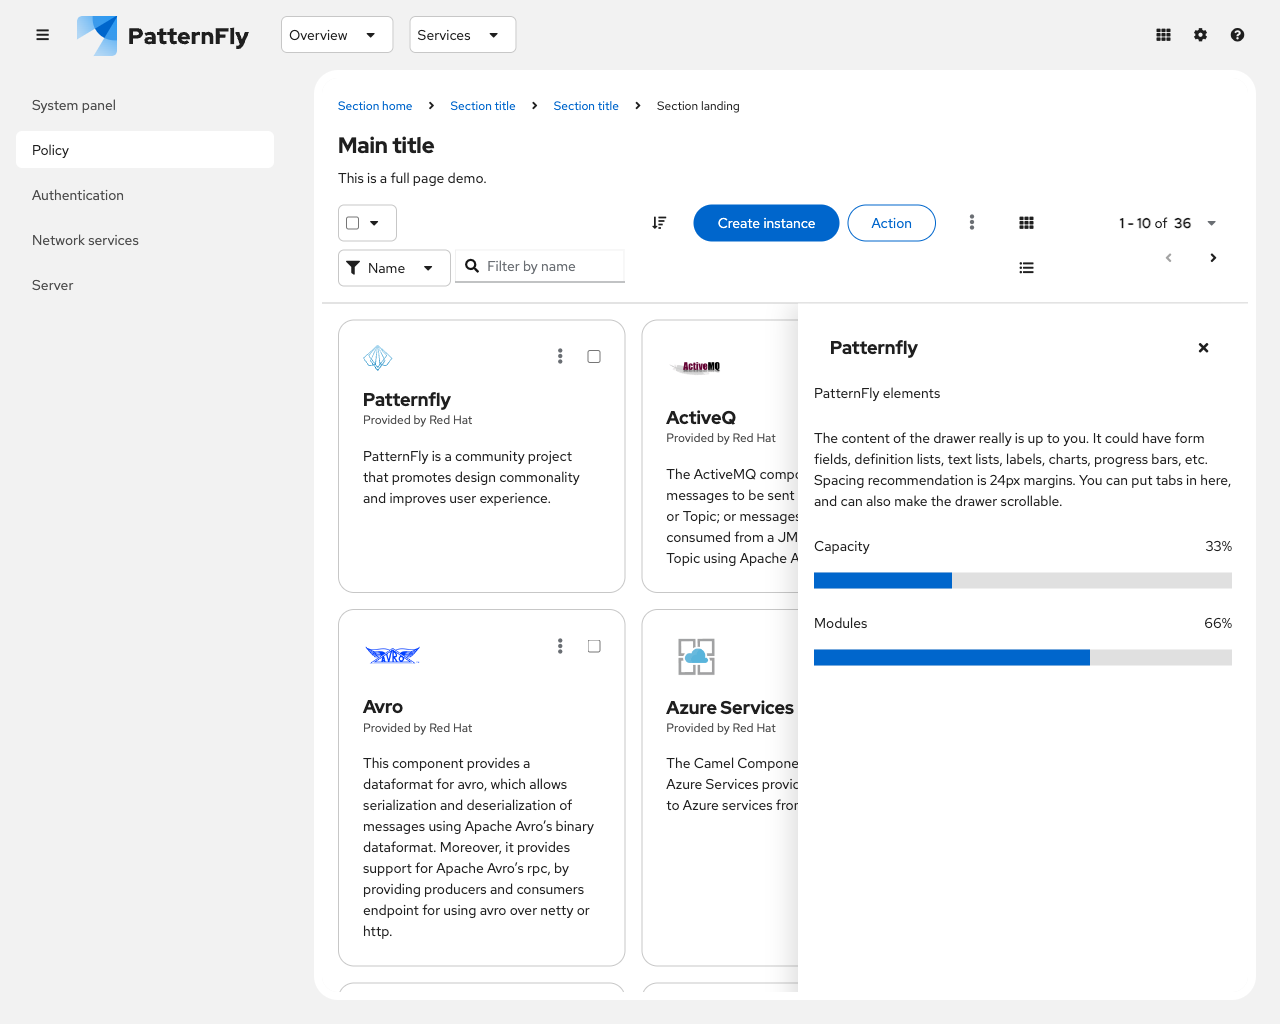 PatternFly
Overview
Services
System panel
Policy
Authentication
Network services
Server
Section home
Section title
Section title
Section landing
Main title
This is a full page demo.
Create instance
Action
1 - 10 of 36
Name
Filter by name
Patternfly
Provided by Red Hat
PatternFly is a community project
that promotes design commonality
and improves user experience.
ActiveMQ
ActiveQ
Provided by Red Hat
The ActiveMQ compo
messages to be sent
or Topic; or messages
consumed from a JM
Topic using Apache A
AVRO
Avro
Provided by Red Hat
This component provides a
dataformat for avro, which allows
serialization and deserialization of
messages using Apache Avro's binary
dataformat. Moreover, it provides
support for Apache Avro's rpc, by
providing producers and consumers
endpoint for using avro over netty or
http.
Azure Services
Provided by Red Hat
The Camel Compone
Azure Services provid
to Azure services from
Patternfly
PatternFly elements
The content of the drawer really is up to you. It could have form
fields, definition lists, text lists, labels, charts, progress bars, etc.
Spacing recommendation is 24px margins. You can put tabs in here,
and can also make the drawer scrollable.
Capacity
33%
Modules
66%